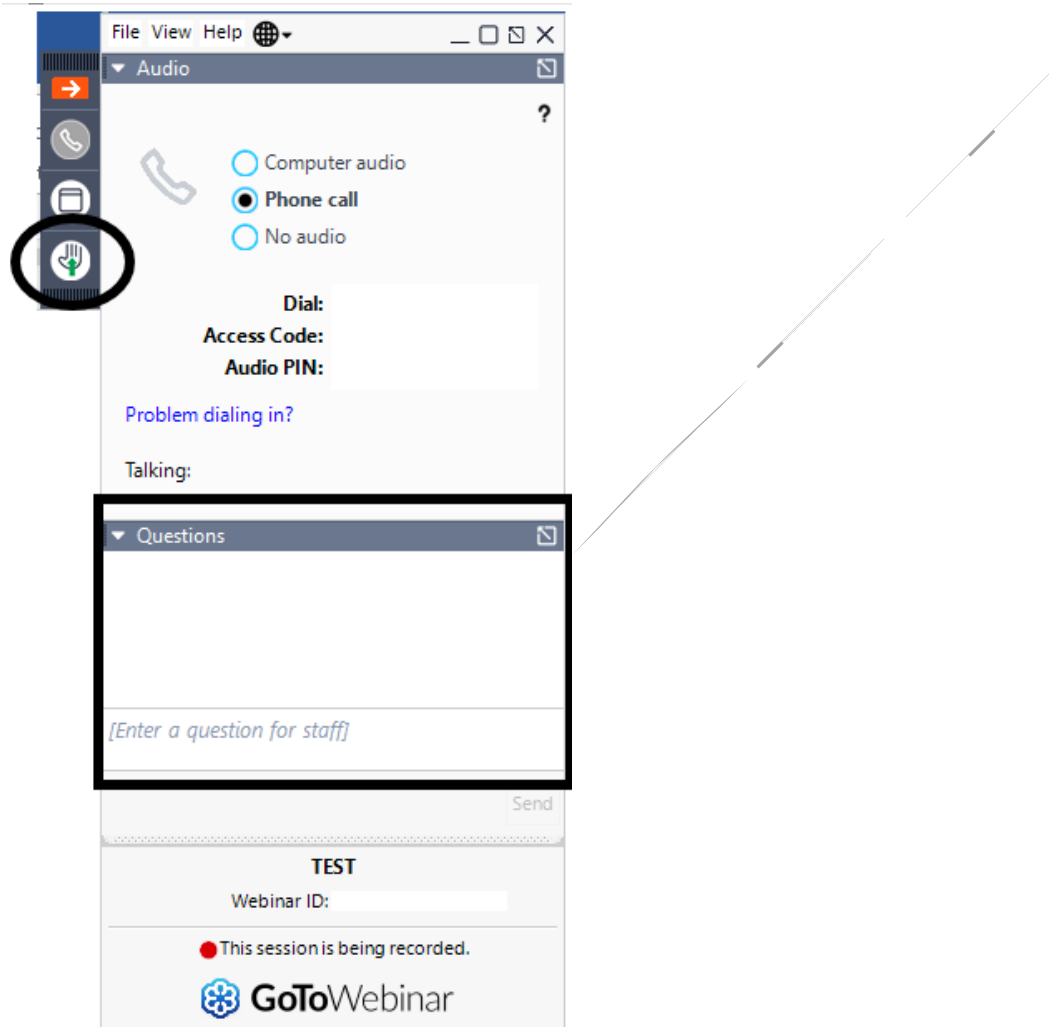 File View Help
Audio
?
Computer audio
Phone call
No audio
Dial:
Access Code:
Audio PIN:
Problem dialing in?
Talking:
Questions
[Enter a question for staff]
Send
TEST
Webinar ID:
This session is being recorded.
GoToWebinar